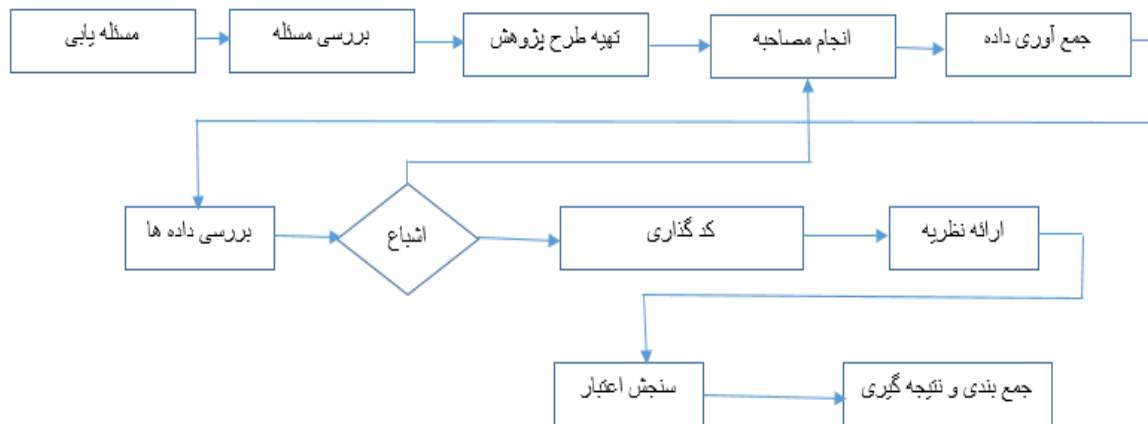 مسئله یابی
بررسی مسئله
تهیه طرح پژوهش
انجام مصاحبه
جمع آوری داده
بررسی داده ها
اشباع
کد گذاری
ارائه نظریه
سنجش اعتبار
جمع بندی و نتیجه گیری